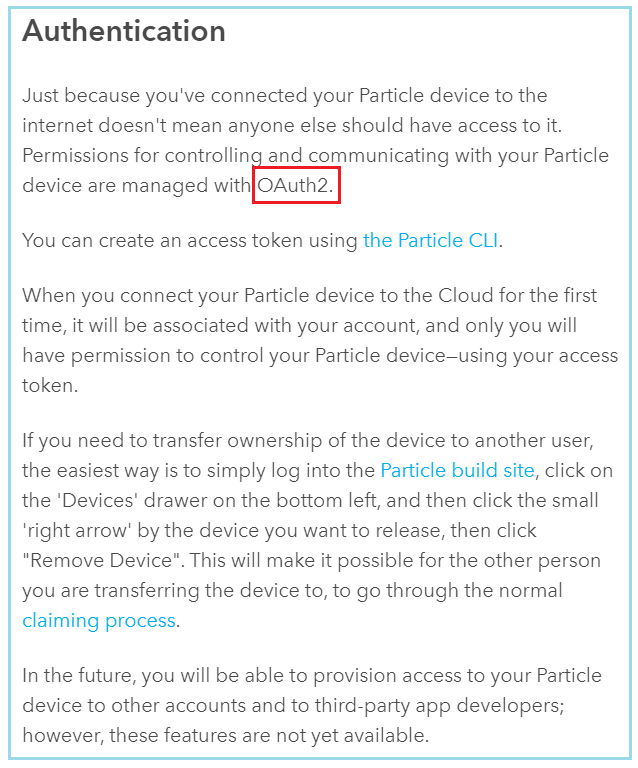 Authentication
Just because you've connected your Particle device to the
internet doesn't mean anyone else should have access to it.
Permissions for controlling and communicating with your Particle
device are managed with OAuth2.
You can create an access token using the Particle CLI.
When you connect your Particle device to the Cloud for the first
time, it will be associated with your account, and only you will
have permission to control your Particle device—using your access
token.
If you need to transfer ownership of the device to another user,
the easiest way is to simply log into the Particle build site, click on
the 'Devices' drawer on the bottom left, and then click the small
'right arrow' by the device you want to release, then click
"Remove Device". This will make it possible for the other person
you are transferring the device to, to go through the normal
claiming process.
In the future, you will be able to provision access to your Particle
device to other accounts and to third-party app developers;
however, these features are not yet available.